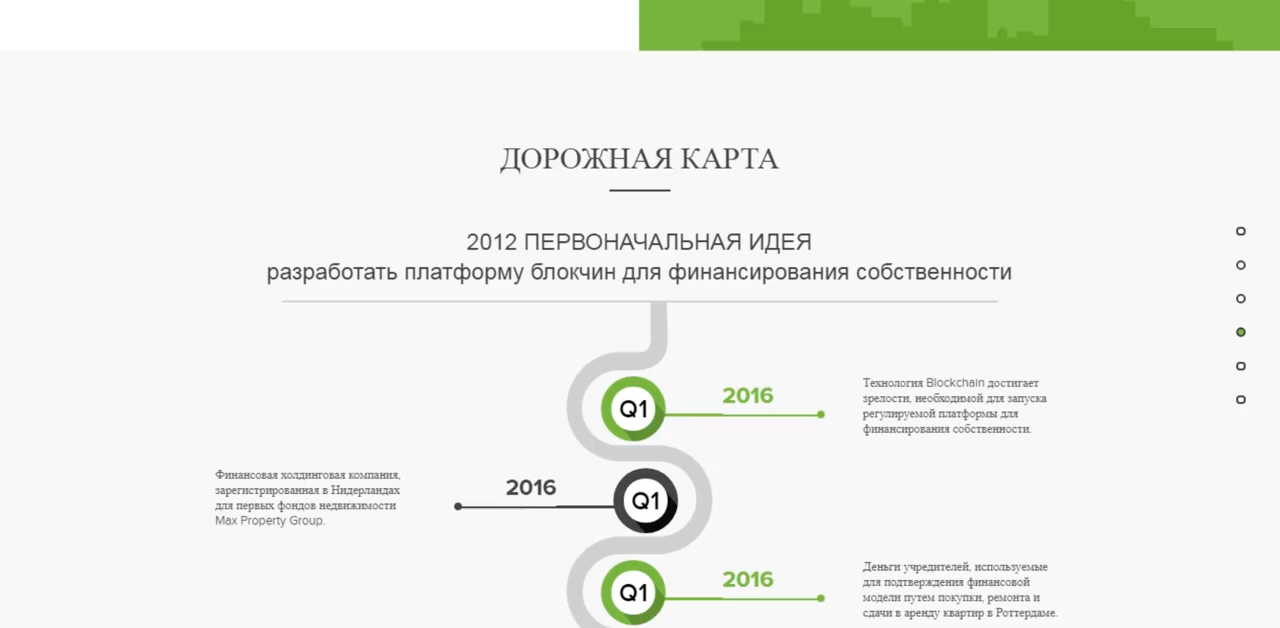 ДОРОЖНАЯ КАРТА
2012 ПЕРВОНАЧАЛЬНАЯ ИДЕЯ
разработать платформу блокчин для финансирования собственности
Q1
2016
Технология Blockchain достигает
зрелости, необходимой для запуска
регулируемой платформы для
финансирования собственности.
Финансовая холдинговая компания,
зарегистрированная в Нидерландах
для первых фондов недвижимости
Max Property Group.
2016
Q1
Q1
2016
Деньги учредителей, используемые
для подтверждения финансовой
модели путем покупки, ремонта и
сдачи в аренду квартир в Роттердаме.